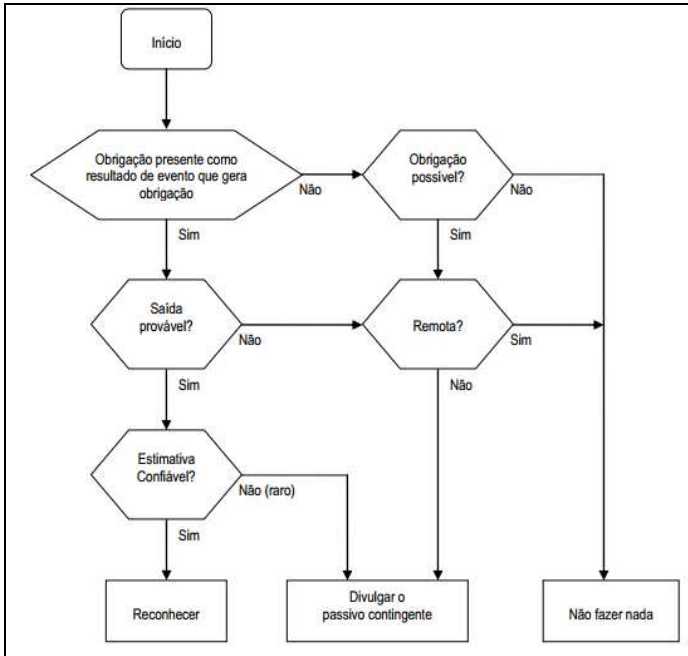 Início
Obrigação presente como
resultado de evento que gera
obrigação
Não
Obrigação
possível?
Não
Sim
Sim
Saída
provável?
Não
Remota?
Sim
Sim
Não
Estimativa
Confiável?
Não (raro)
Sim
Reconhecer
Divulgar o
passivo contingente
Não fazer nada